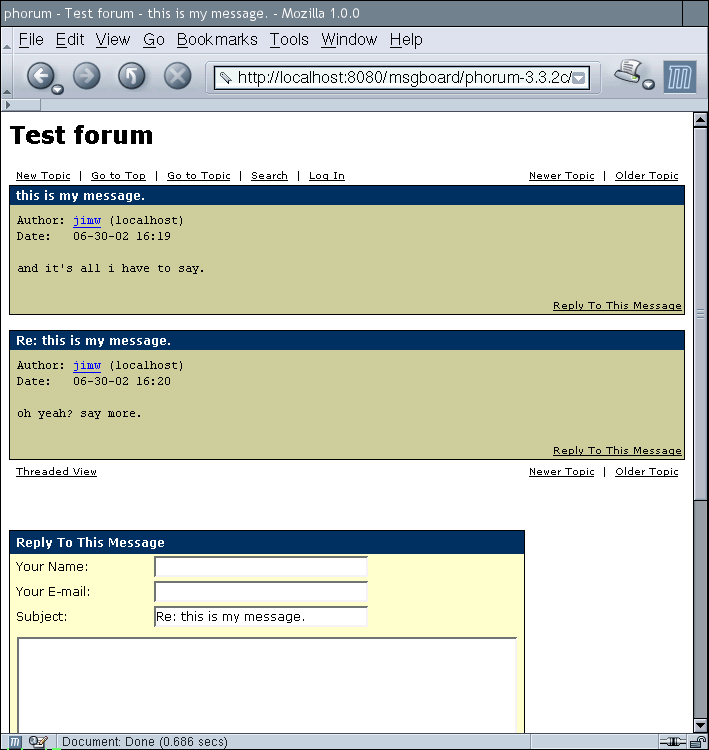 phorum - Test forum - this is my message. - Mozilla 1.0.0
File Edit View Go Bookmarks Tools Window Help
http://localhost:8080/msgboard/phorum-3.3.2c/
Test forum
New Topic | Go to Top | Go to Topic | Search | Log In Newer Topic | Older Topic
this is my message.
Author: jimw (localhost)
Date: 06-30-02 16:19
and it's all i have to say.
Reply To This Message
Re: this is my message.
Author: jimw (localhost)
Date: 06-30-02 16:20
oh yeah? say more.
Reply To This Message
Threaded View Newer Topic | Older Topic
Reply To This Message
Your Name:
Your E-mail:
Subject: Re: this is my message.
Document: Done (0.686 secs)